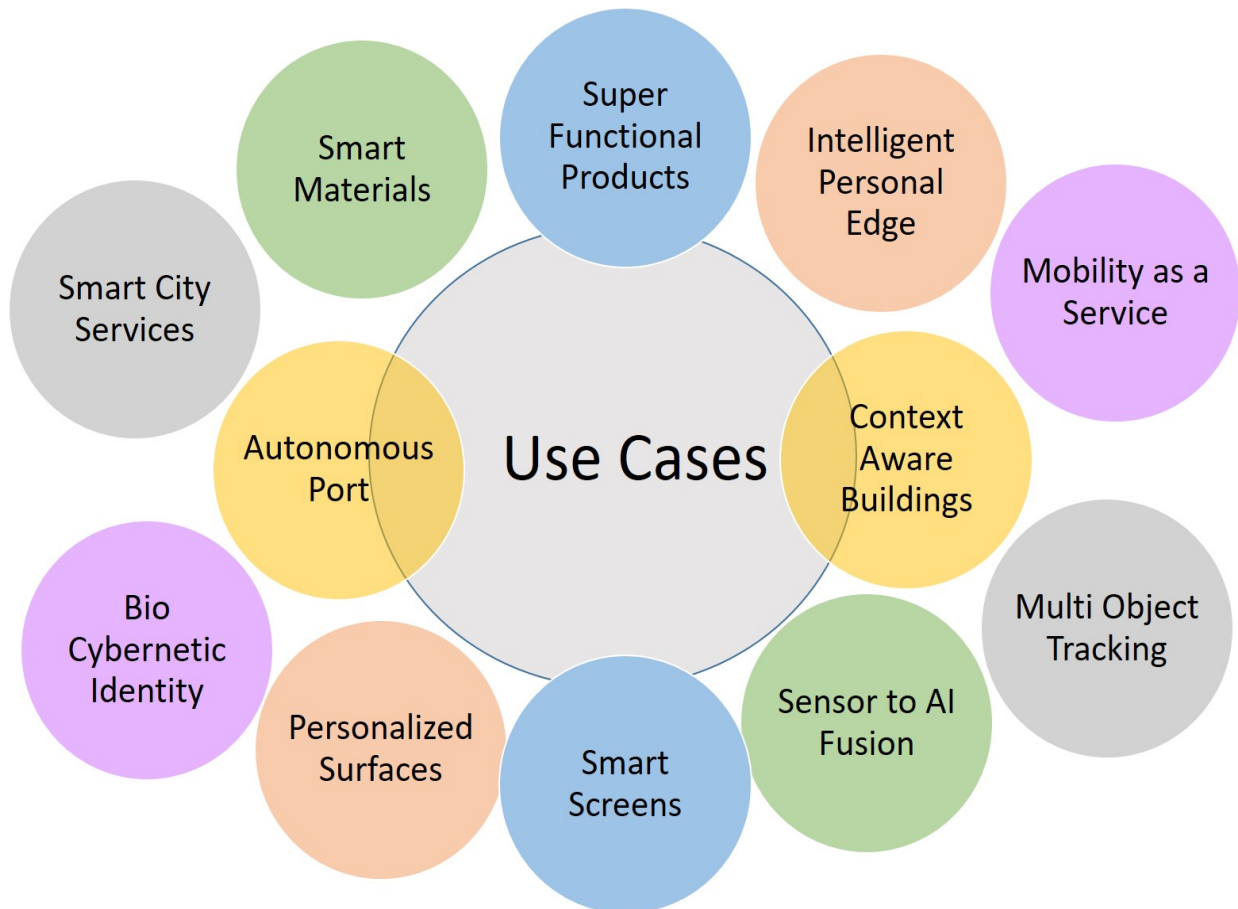 Super
Functional
Products
Smart
Materials
Intelligent
Personal
Edge
Smart City
Services
Mobility as a
Service
Autonomous
Port
Use Cases
Context
Aware
Buildings
Bio
Cybernetic
Identity
Multi Object
Tracking
Personalized
Surfaces
Smart
Screens
Sensor to AI
Fusion